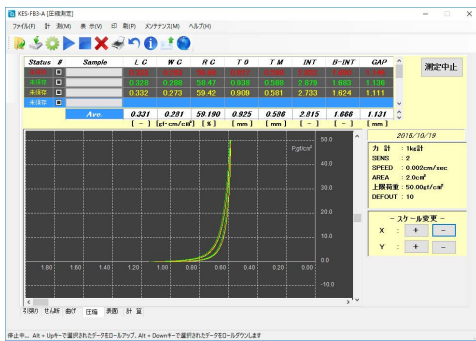 KES-FB3-A [圧縮測定]
ファイル(F) 計 測(M) 表 示(V) 印 刷(P) メンテナンス(M) ヘルプ(H)
Status # Sample L C W C R C T 0 T M INT B-INT GAP
未保存 0.328 0.288 58.47 0.938 0.588 2.879 1.683 1.136
未保存 0.332 0.273 59.42 0.909 0.581 2.733 1.624 1.111
Ave 0.331 0.281 59.190 0.925 0.586 2.815 1.666 1.131
[ - ] [gf·cm/cm²] [ % ] [ mm ] [ mm ] [ - ] [ - ] [ mm ]
測定中止
2016/10/19
力 計 : 1kg計
SENS : 2
SPEED : 0.002cm/sec
AREA : 2.0cm²
上限荷重 : 50.00gf/cm²
DEFOUT : 10
- スケール変更 -
X : + -
Y : + -
P,gf/cm²
50.0
40.0
30.0
20.0
10.0
0.0
-10.0
1.80 1.60 1.40 1.20 1.00 0.80 0.60 0.40 0.20 0.00
引張り せん断 曲げ 圧縮 表面 計 算
停止中... Alt + Upキーで選択されたデータをロールアップ、Alt + Downキーで選択されたデータをロールダウンします